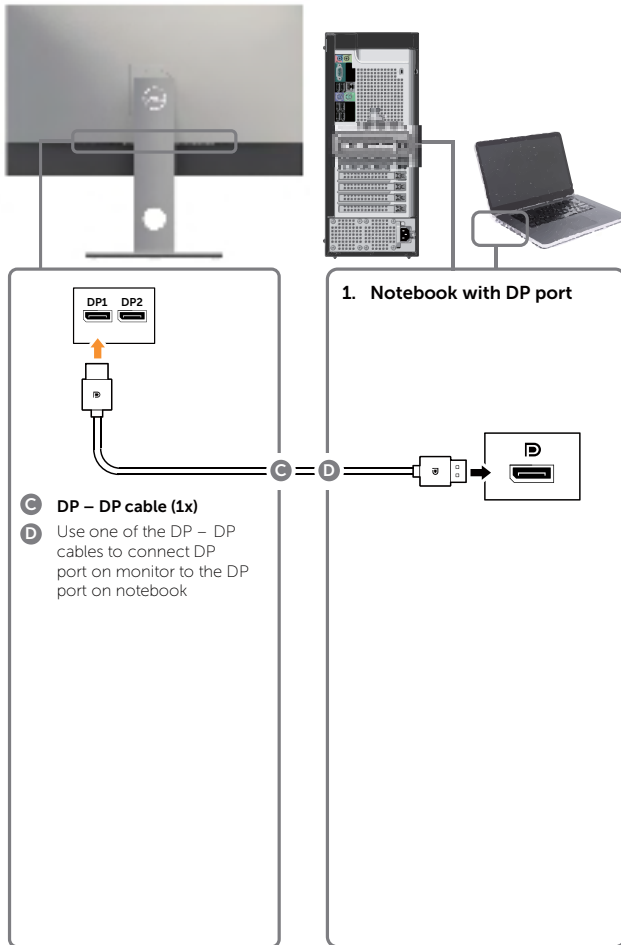 DP1 DP2
C D
C DP – DP cable (1x)
D Use one of the DP – DP
cables to connect DP
port on monitor to the DP
port on notebook
1. Notebook with DP port